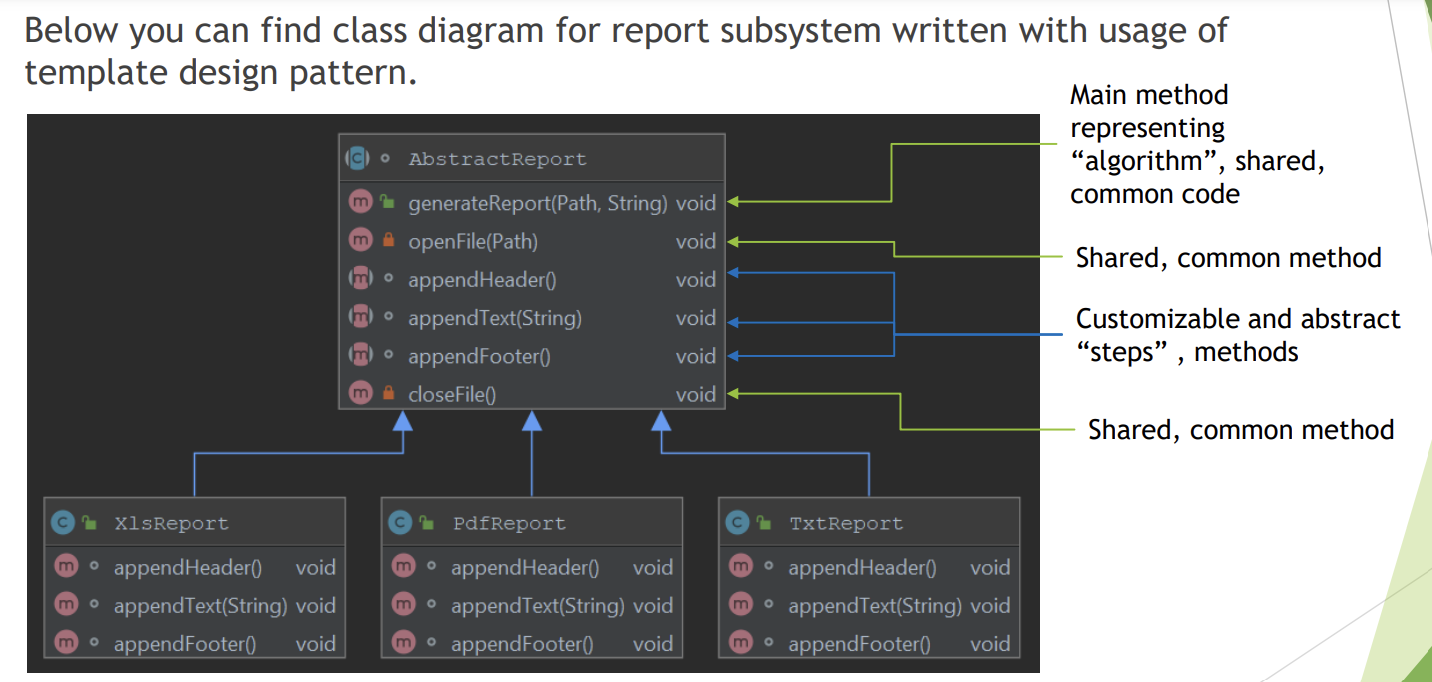 Below you can find class diagram for report subsystem written with usage of
template design pattern.
Main method
representing
“algorithm”, shared,
common code
Shared, common method
Customizable and abstract
“steps” , methods
Shared, common method
C AbstractReport
m generateReport(Path, String) void
m openFile(Path) void
m appendHeader() void
m appendText(String) void
m appendFooter() void
m closeFile() void
C XlsReport
m appendHeader() void
m appendText(String) void
m appendFooter() void
C PdfReport
m appendHeader() void
m appendText(String) void
m appendFooter() void
C TxtReport
m appendHeader() void
m appendText(String) void
m appendFooter() void